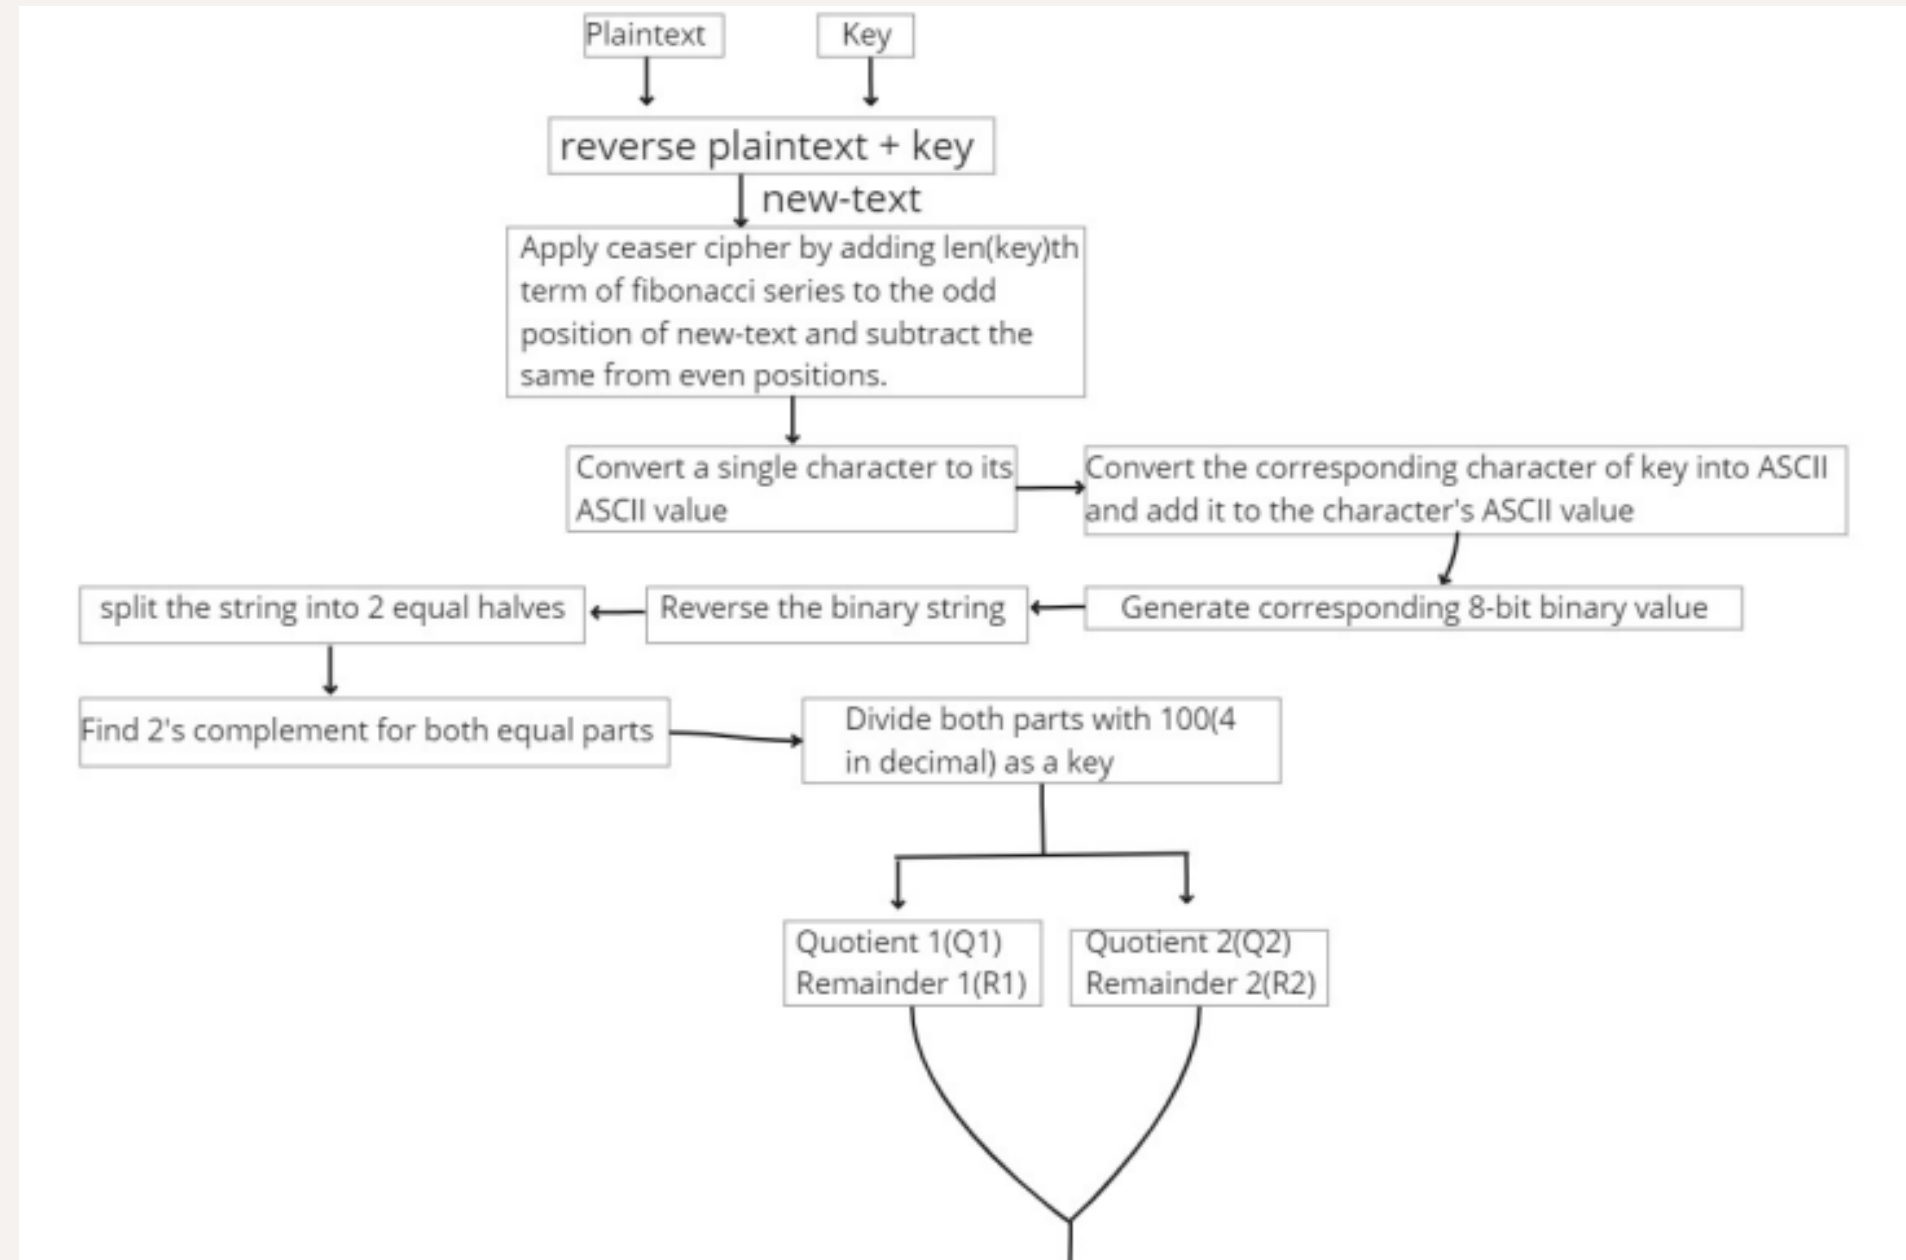 Plaintext
Key
reverse plaintext + key
new-text
Apply ceaser cipher by adding len(key)th
term of fibonacci series to the odd
position of new-text and subtract the
same from even positions.
Convert a single character to its
ASCII value
Convert the corresponding character of key into ASCII
and add it to the character's ASCII value
Generate corresponding 8-bit binary value
Reverse the binary string
split the string into 2 equal halves
Find 2's complement for both equal parts
Divide both parts with 100(4
in decimal) as a key
Quotient 1(Q1)
Remainder 1(R1)
Quotient 2(Q2)
Remainder 2(R2)